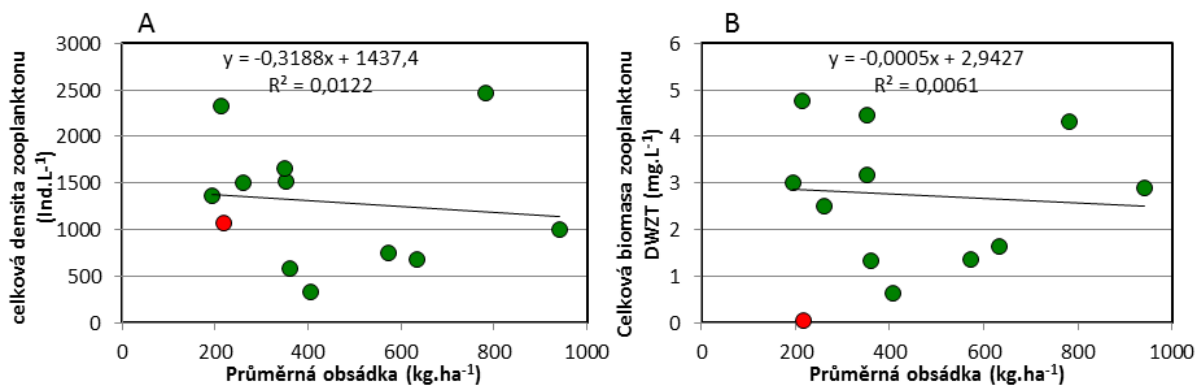 A
y = -0,3188x + 1437,4
R² = 0,0122
3000
2500
2000
1500
1000
500
0
celková densita zooplanktonu
(Ind.L-1)
0 200 400 600 800 1000
Průměrná obsádka (kg.ha-1)
B
y = -0,0005x + 2,9427
R² = 0,0061
6
5
4
3
2
1
0
Celková biomasa zooplanktonu
DWZT (mg.L-1)
0 200 400 600 800 1000
Průměrná obsádka (kg.ha-1)